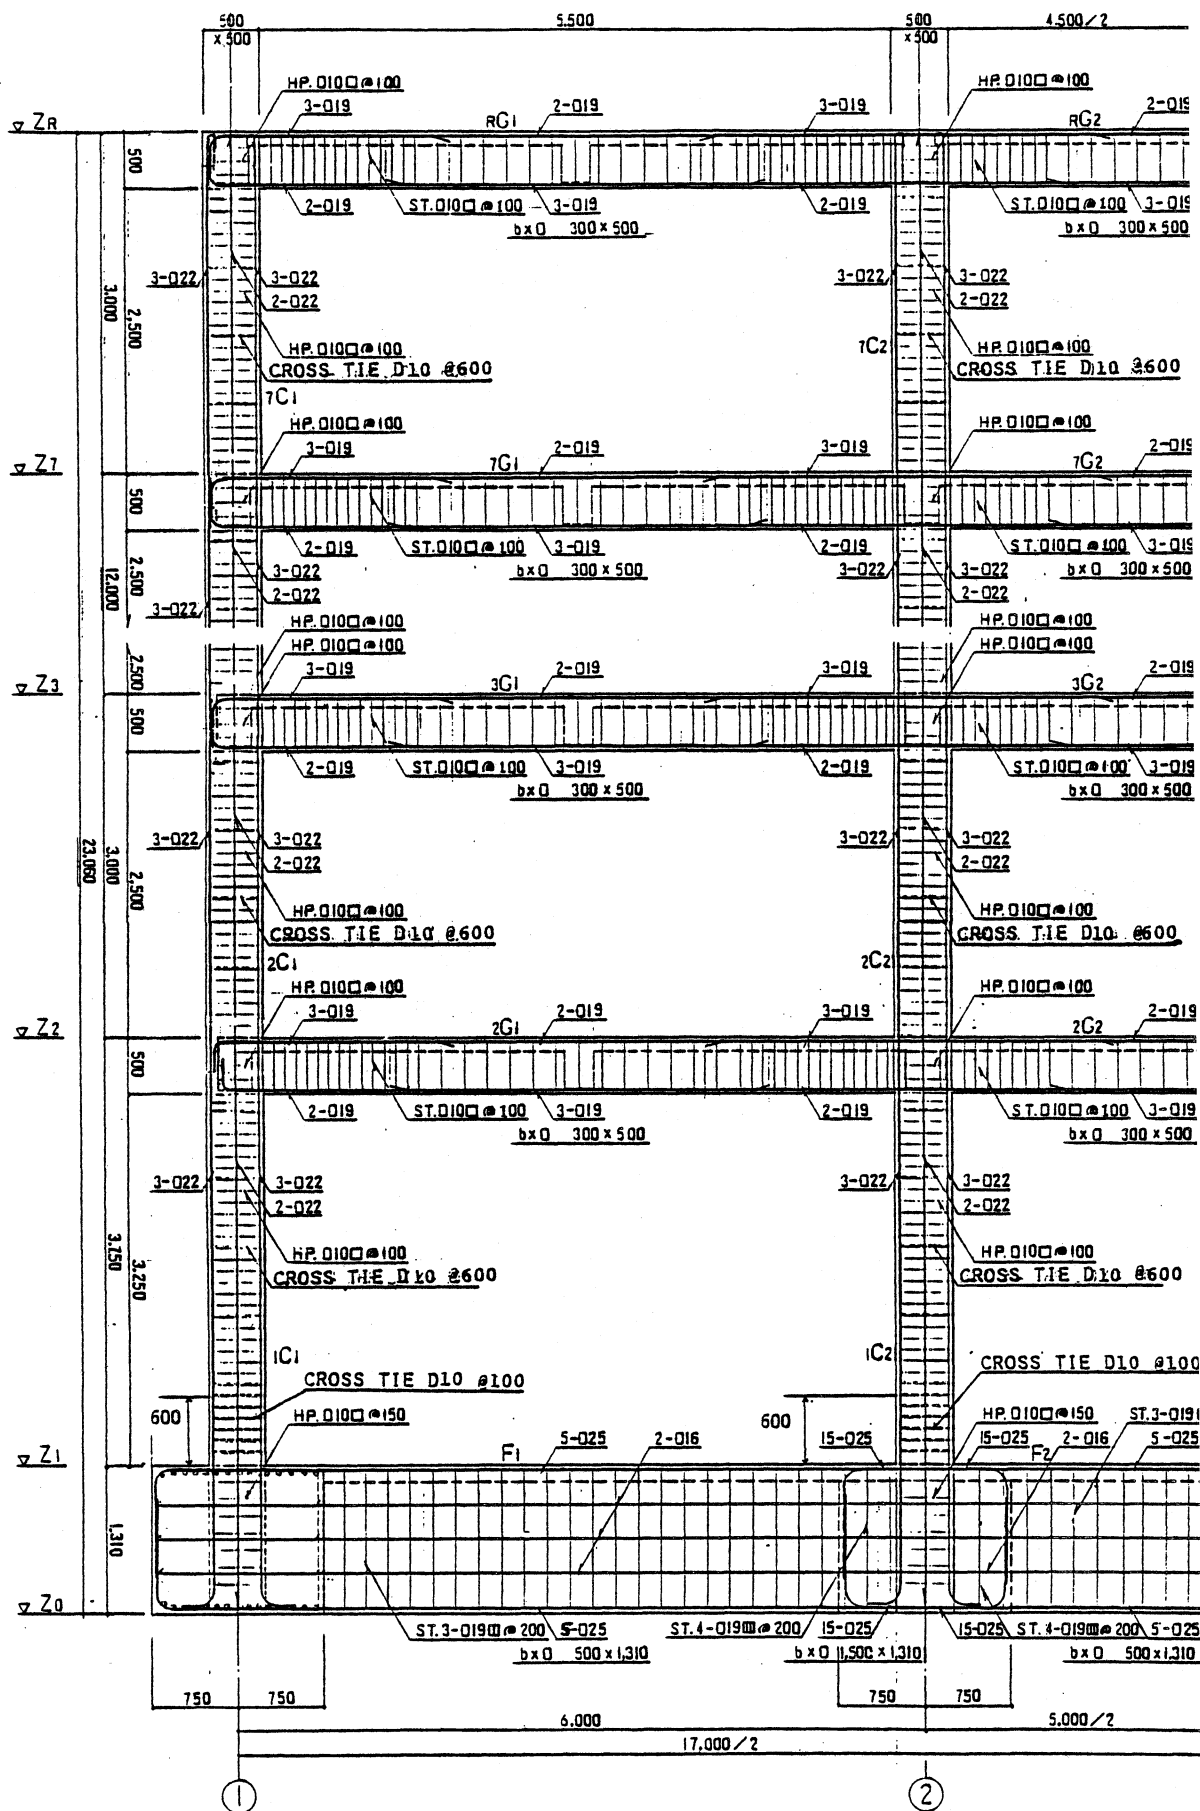 500 5.500 500 4.500/2
×500 ×500
HP.D10□@100 HP.D10□@100
3-D19 2-D19 3-D19 2-D19
▽ ZR RG1 RG2
500
2-D19 ST.D10□@100 3-D19 2-D19 ST.D10□@100 3-D19
b×D 300×500 b×D 300×500
3-D22 3-D22 3-D22 3-D22
2-D22 2-D22
3.000 2,500
HP.D10□@100 7C2 HP.D10□@100
CROSS TIE D10 @600 CROSS TIE D10 @600
7C1
HP.D10□@100 HP.D10□@100
3-D19 2-D19 3-D19 2-D19
▽ Z7 7G1 7G2
500
2-D19 ST.D10□@100 3-D19 2-D19 ST.D10□@100 3-D19
b×D 300×500 b×D 300×500
12.000 2.500
3-D22 3-D22 3-D22
2-D22 2-D22
3-D22
HP.D10□@100 HP.D10□@100
HP.D10□@100 HP.D10□@100
2,500
3-D19 2-D19 3-D19 2-D19
▽ Z3 3G1 3G2
500
2-D19 ST.D10□@100 3-D19 2-D19 ST.D10□@100 3-D19
b×D 300×500 b×D 300×500
3-D22 3-D22 3-D22 3-D22
2-D22 2-D22
23.060 3.000 2,500
HP.D10□@100 HP.D10□@100
CROSS TIE D10 @600 CROSS TIE D10 @600
2C1 2C2
HP.D10□@100 HP.D10□@100
3-D19 2-D19 3-D19 2-D19
▽ Z2 2G1 2G2
500
2-D19 ST.D10□@100 3-D19 2-D19 ST.D10□@100 3-D19
b×D 300×500 b×D 300×500
3-D22 3-D22 3-D22 3-D22
2-D22 2-D22
HP.D10□@100 HP.D10□@100
3.750 3.250
CROSS TIE D10 @600 CROSS TIE D10 @600
1C1 1C2
CROSS TIE D10 @100 CROSS TIE D10 @100
600 HP.D10□@150 600 HP.D10□@150 ST.3-D19
5-D25 2-D16 15-D25 15-D25 2-D16 5-D25
▽ Z1 F1 F2
1.310
▽ Z0
ST.3-D19@200 5-D25 ST.4-D19@200 15-D25 15-D25 ST.4-D19@200 5-D25
b×D 500×1,310 b×D 1,500×1,310 b×D 500×1,310
750 750 750 750
6.000 5.000/2
17,000/2
1 2